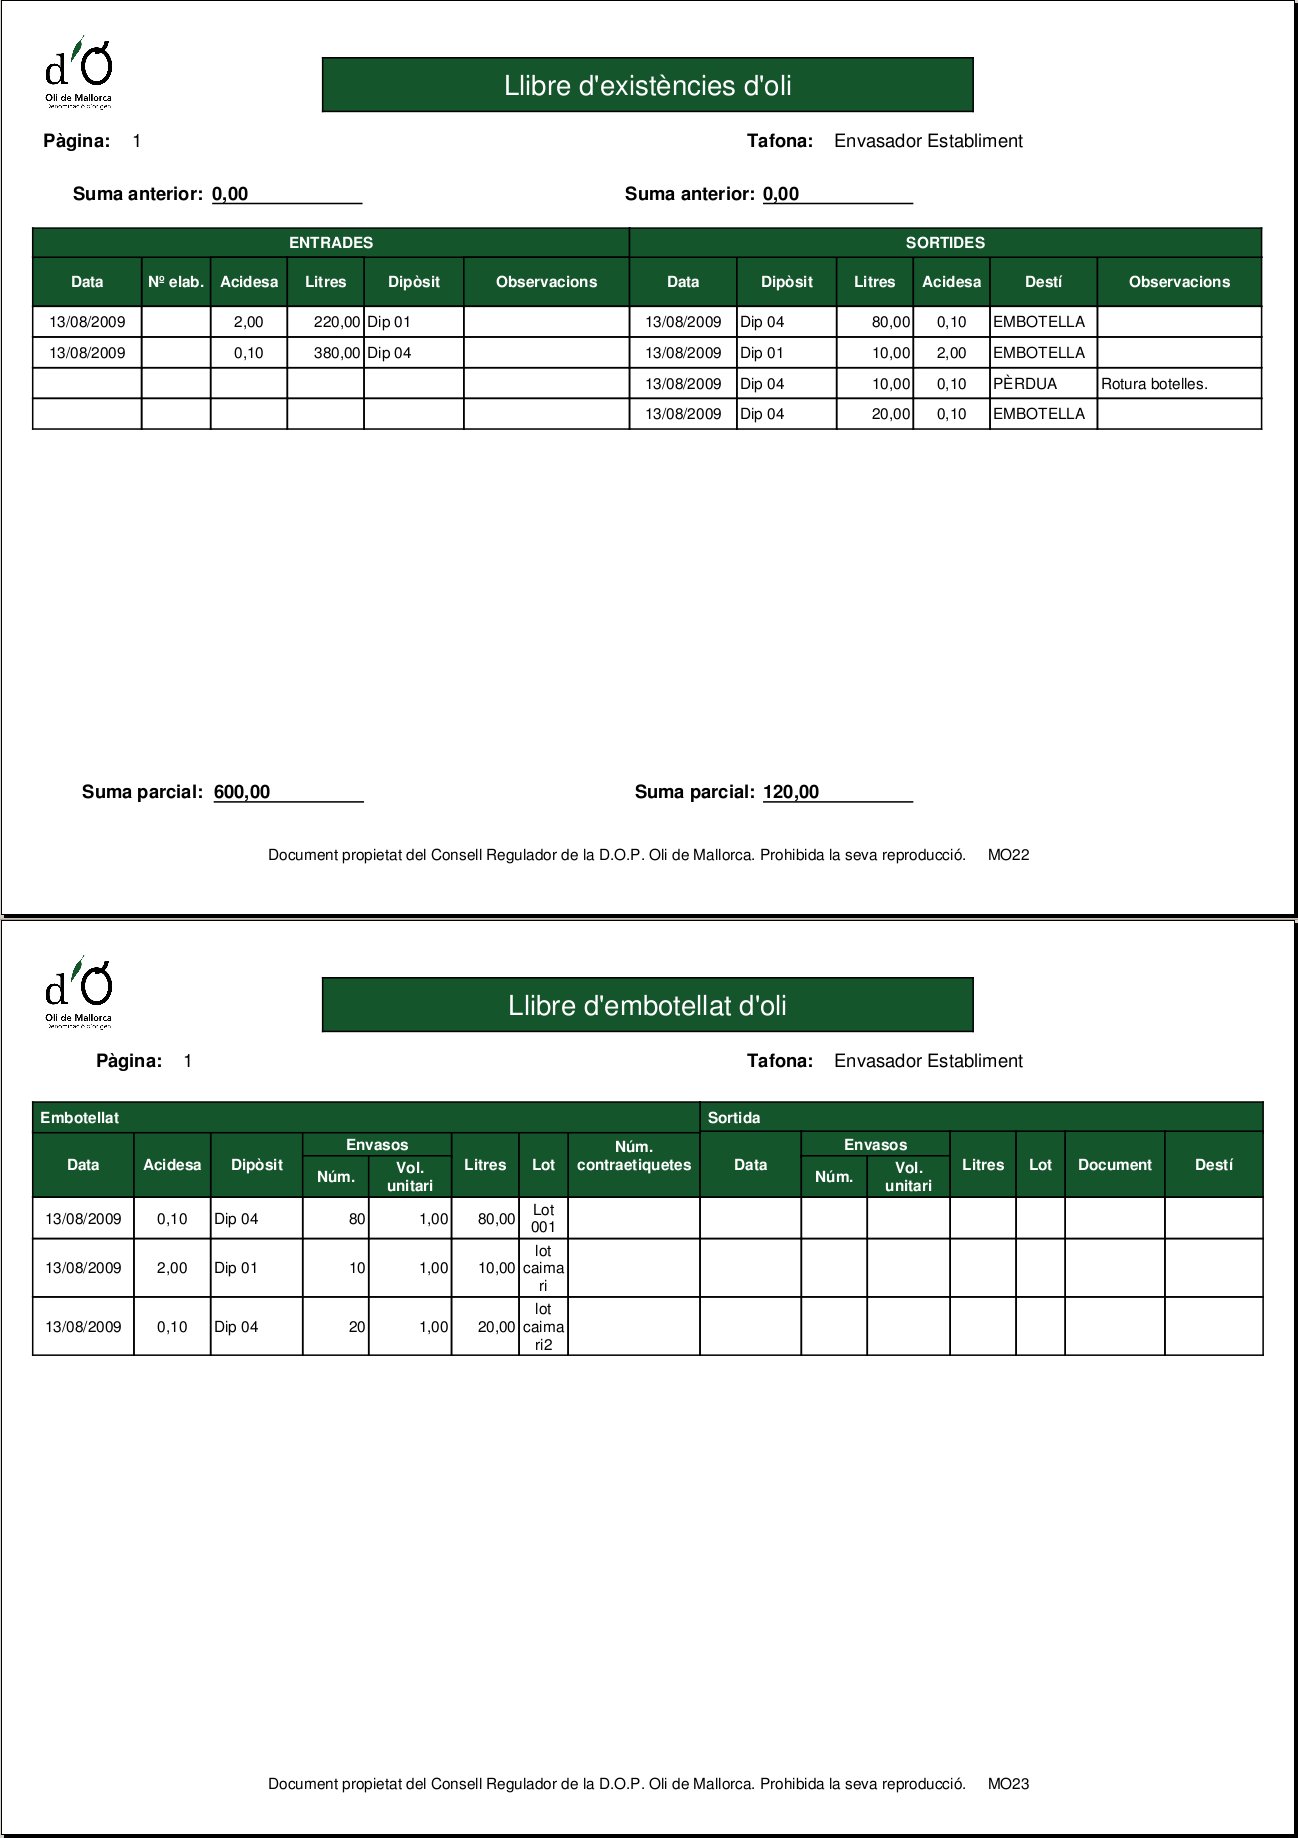 d'O
Oli de Mallorca
Denominació d'origen
Llibre d'existències d'oli
Pàgina: 1 Tafona: Envasador Establiment
Suma anterior: 0,00 Suma anterior: 0,00
ENTRADES SORTIDES
Data Nº elab. Acidesa Litres Dipòsit Observacions Data Dipòsit Litres Acidesa Destí Observacions
13/08/2009 2,00 220,00 Dip 01 13/08/2009 Dip 04 80,00 0,10 EMBOTELLA
13/08/2009 0,10 380,00 Dip 04 13/08/2009 Dip 01 10,00 2,00 EMBOTELLA
13/08/2009 Dip 04 10,00 0,10 PÈRDUA Rotura botelles.
13/08/2009 Dip 04 20,00 0,10 EMBOTELLA
Suma parcial: 600,00 Suma parcial: 120,00
Document propietat del Consell Regulador de la D.O.P. Oli de Mallorca. Prohibida la seva reproducció. MO22
d'O
Oli de Mallorca
Denominació d'origen
Llibre d'embotellat d'oli
Pàgina: 1 Tafona: Envasador Establiment
Embotellat Sortida
Data Acidesa Dipòsit Envasos Litres Lot Núm. contraetiquetes Data Envasos Litres Lot Document Destí
Núm. Vol. unitari Núm. Vol. unitari
13/08/2009 0,10 Dip 04 80 1,00 80,00 Lot 001
13/08/2009 2,00 Dip 01 10 1,00 10,00 lot caima ri
13/08/2009 0,10 Dip 04 20 1,00 20,00 lot caima ri2
Document propietat del Consell Regulador de la D.O.P. Oli de Mallorca. Prohibida la seva reproducció. MO23